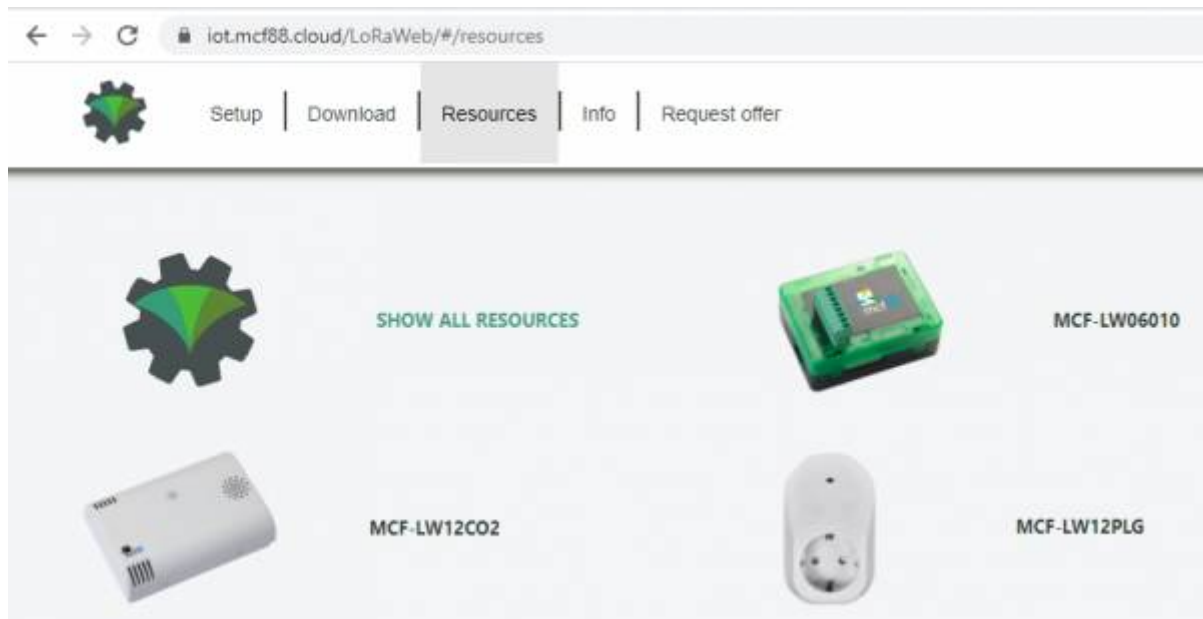 iot.mcf88.cloud/LoRaWeb/#/resources
Setup Download Resources Info Request offer
SHOW ALL RESOURCES MCF-LW06010
MCF-LW12CO2 MCF-LW12PLG